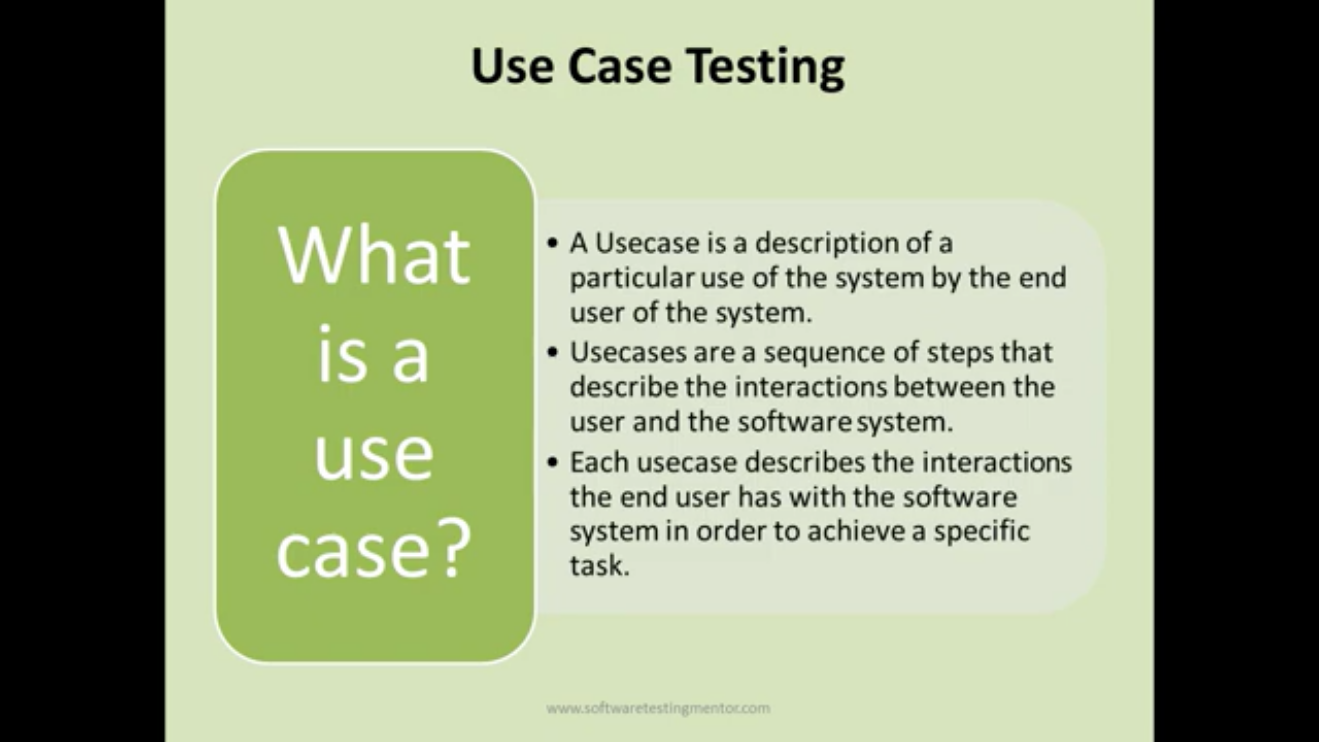 Use Case Testing
What
is a
use
case?
• A Usecase is a description of a
particular use of the system by the end
user of the system.
• Usecases are a sequence of steps that
describe the interactions between the
user and the software system.
• Each usecase describes the interactions
the end user has with the software
system in order to achieve a specific
task.
www.softwaretestingmentor.com